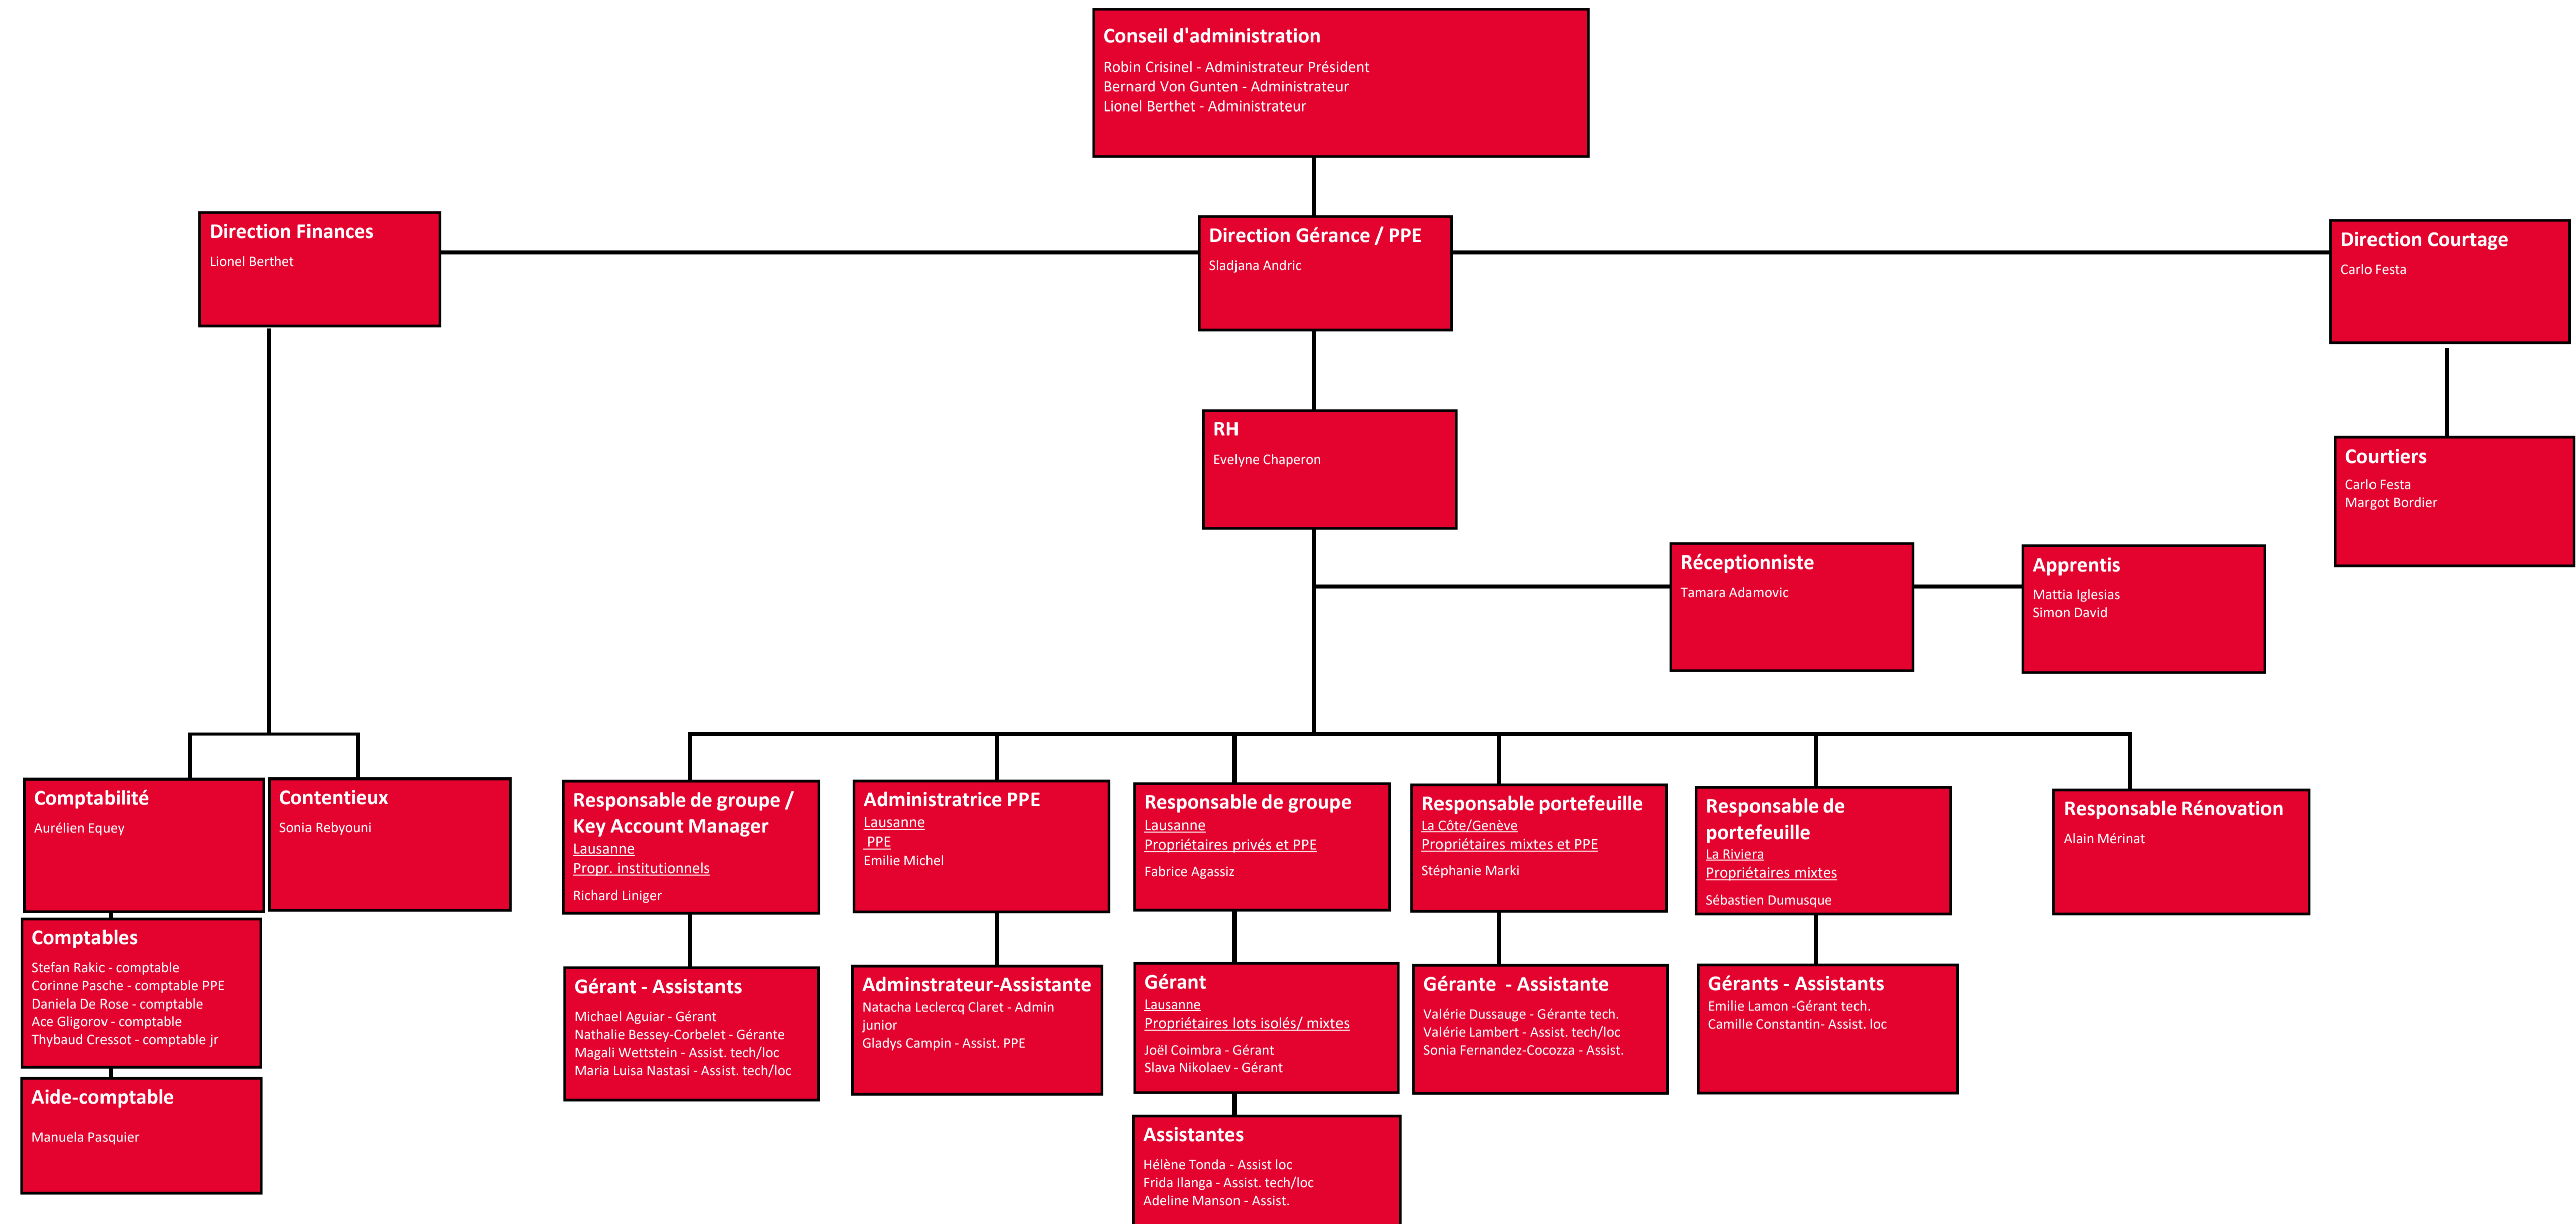 Conseil d'administration
Robin Crisinel - Administrateur Président
Bernard Von Gunten - Administrateur
Lionel Berthet - Administrateur
Direction Finances
Lionel Berthet
Direction Gérance / PPE
Sladjana Andric
Direction Courtage
Carlo Festa
RH
Evelyne Chaperon
Courtiers
Carlo Festa
Margot Bordier
Réceptionniste
Tamara Adamovic
Apprentis
Mattia Iglesias
Simon David
Comptabilité
Aurélien Equey
Contentieux
Sonia Rebyouni
Responsable de groupe /
Key Account Manager
Lausanne
Propr. institutionnels
Richard Liniger
Administratrice PPE
Lausanne
PPE
Emilie Michel
Responsable de groupe
Lausanne
Propriétaires privés et PPE
Fabrice Agassiz
Responsable portefeuille
La Côte/Genève
Propriétaires mixtes et PPE
Stéphanie Marki
Responsable de
portefeuille
La Riviera
Propriétaires mixtes
Sébastien Dumusque
Responsable Rénovation
Alain Mérinat
Comptables
Stefan Rakic - comptable
Corinne Pasche - comptable PPE
Daniela De Rose - comptable
Ace Gligorov - comptable
Thybaud Cressot - comptable jr
Gérant - Assistants
Michael Aguiar - Gérant
Nathalie Bessey-Corbelet - Gérante
Magali Wettstein - Assist. tech/loc
Maria Luisa Nastasi - Assist. tech/loc
Adminstrateur-Assistante
Natacha Leclercq Claret - Admin
junior
Gladys Campin - Assist. PPE
Gérant
Lausanne
Propriétaires lots isolés/ mixtes
Joël Coimbra - Gérant
Slava Nikolaev - Gérant
Gérante  - Assistante
Valérie Dussauge - Gérante tech.
Valérie Lambert - Assist. tech/loc
Sonia Fernandez-Cocozza - Assist.
Gérants - Assistants
Emilie Lamon -Gérant tech.
Camille Constantin- Assist. loc
Aide-comptable
Manuela Pasquier
Assistantes
Hélène Tonda - Assist loc
Frida Ilanga - Assist. tech/loc
Adeline Manson - Assist.